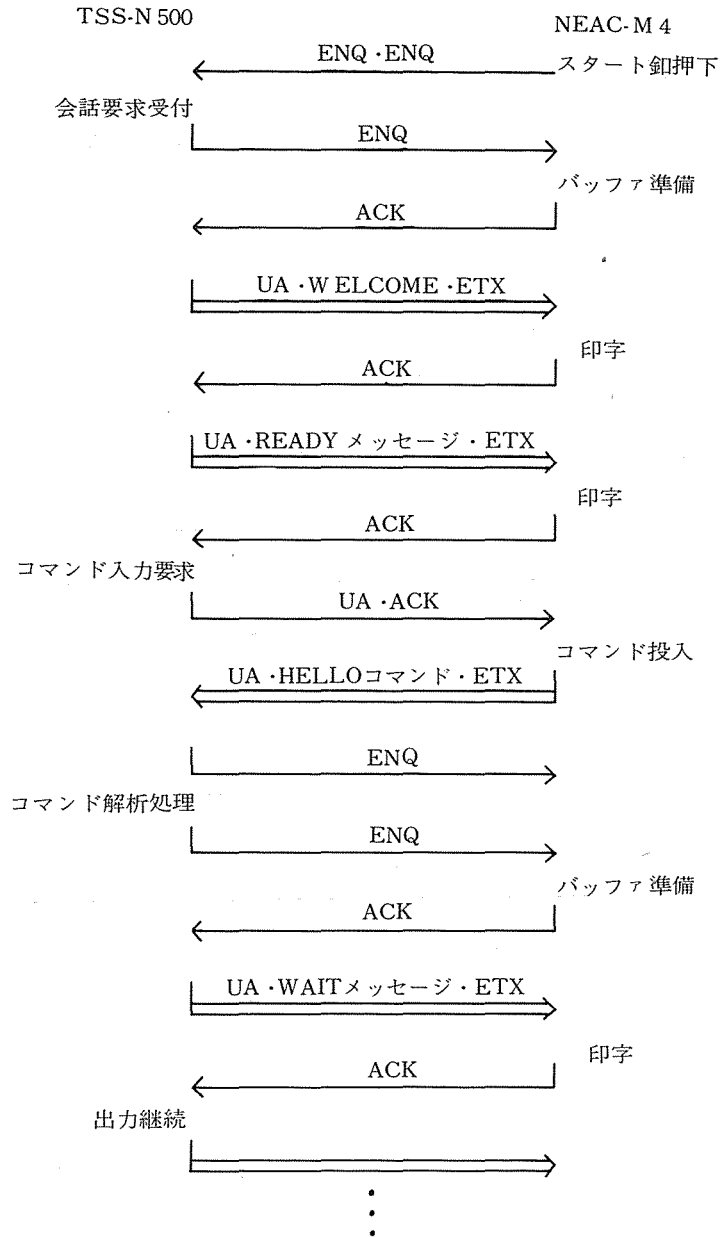 TSS-N 500
NEAC-M 4
ENQ・ENQ
スタート釦押下
会話要求受付
ENQ
バッファ準備
ACK
UA・WELCOME・ETX
印字
ACK
UA・READY メッセージ・ETX
印字
ACK
コマンド入力要求
UA・ACK
コマンド投入
UA・HELLOコマンド・ETX
ENQ
コマンド解析処理
ENQ
バッファ準備
ACK
UA・WAITメッセージ・ETX
印字
ACK
出力継続